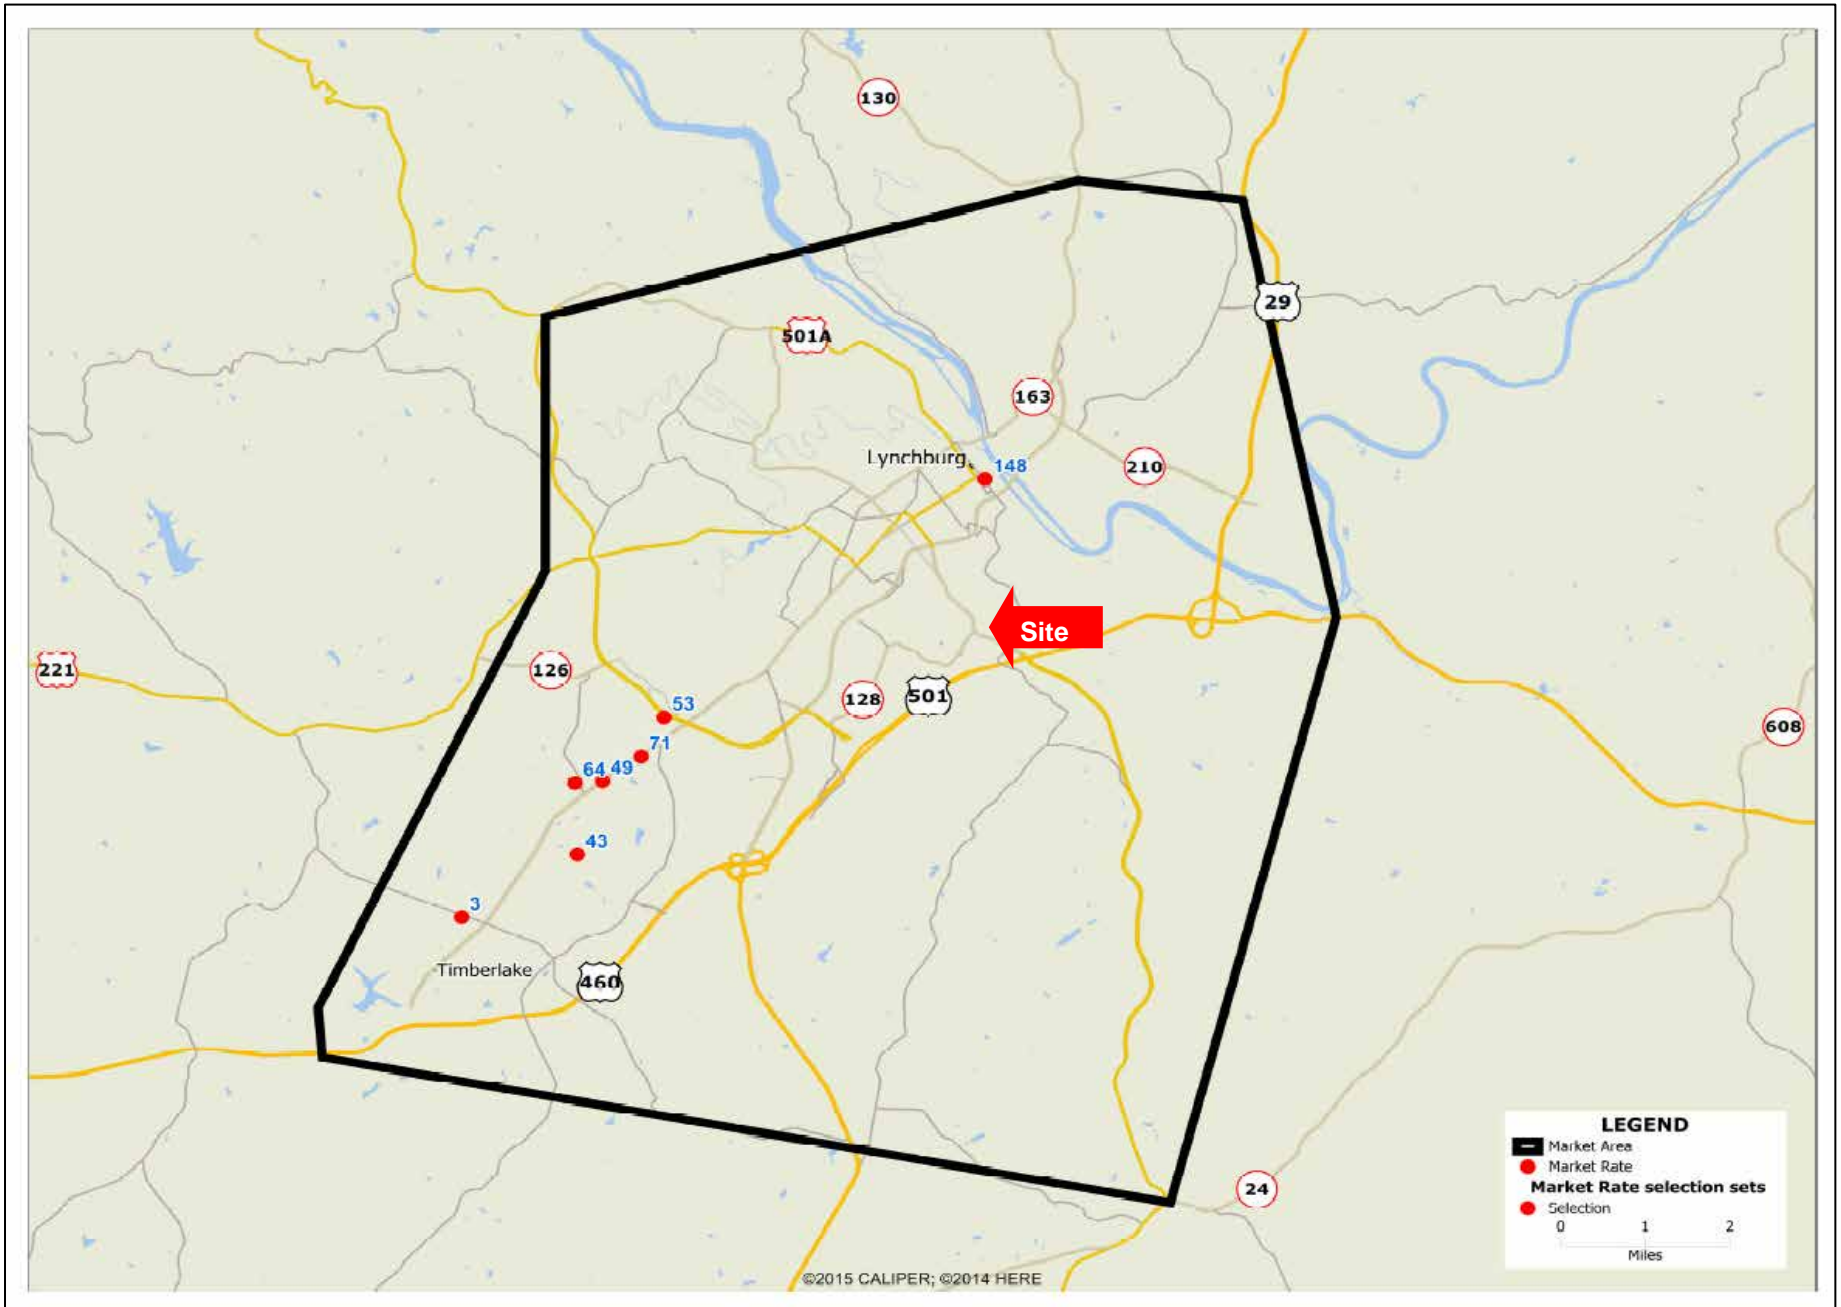 130
29
501A
163
Lynchburg
148
210
Site
221
126
128
501
53
608
71
64
49
43
3
Timberlake
460
LEGEND
Market Area
Market Rate
Market Rate selection sets
Selection
0 1 2
Miles
24
©2015 CALIPER; ©2014 HERE